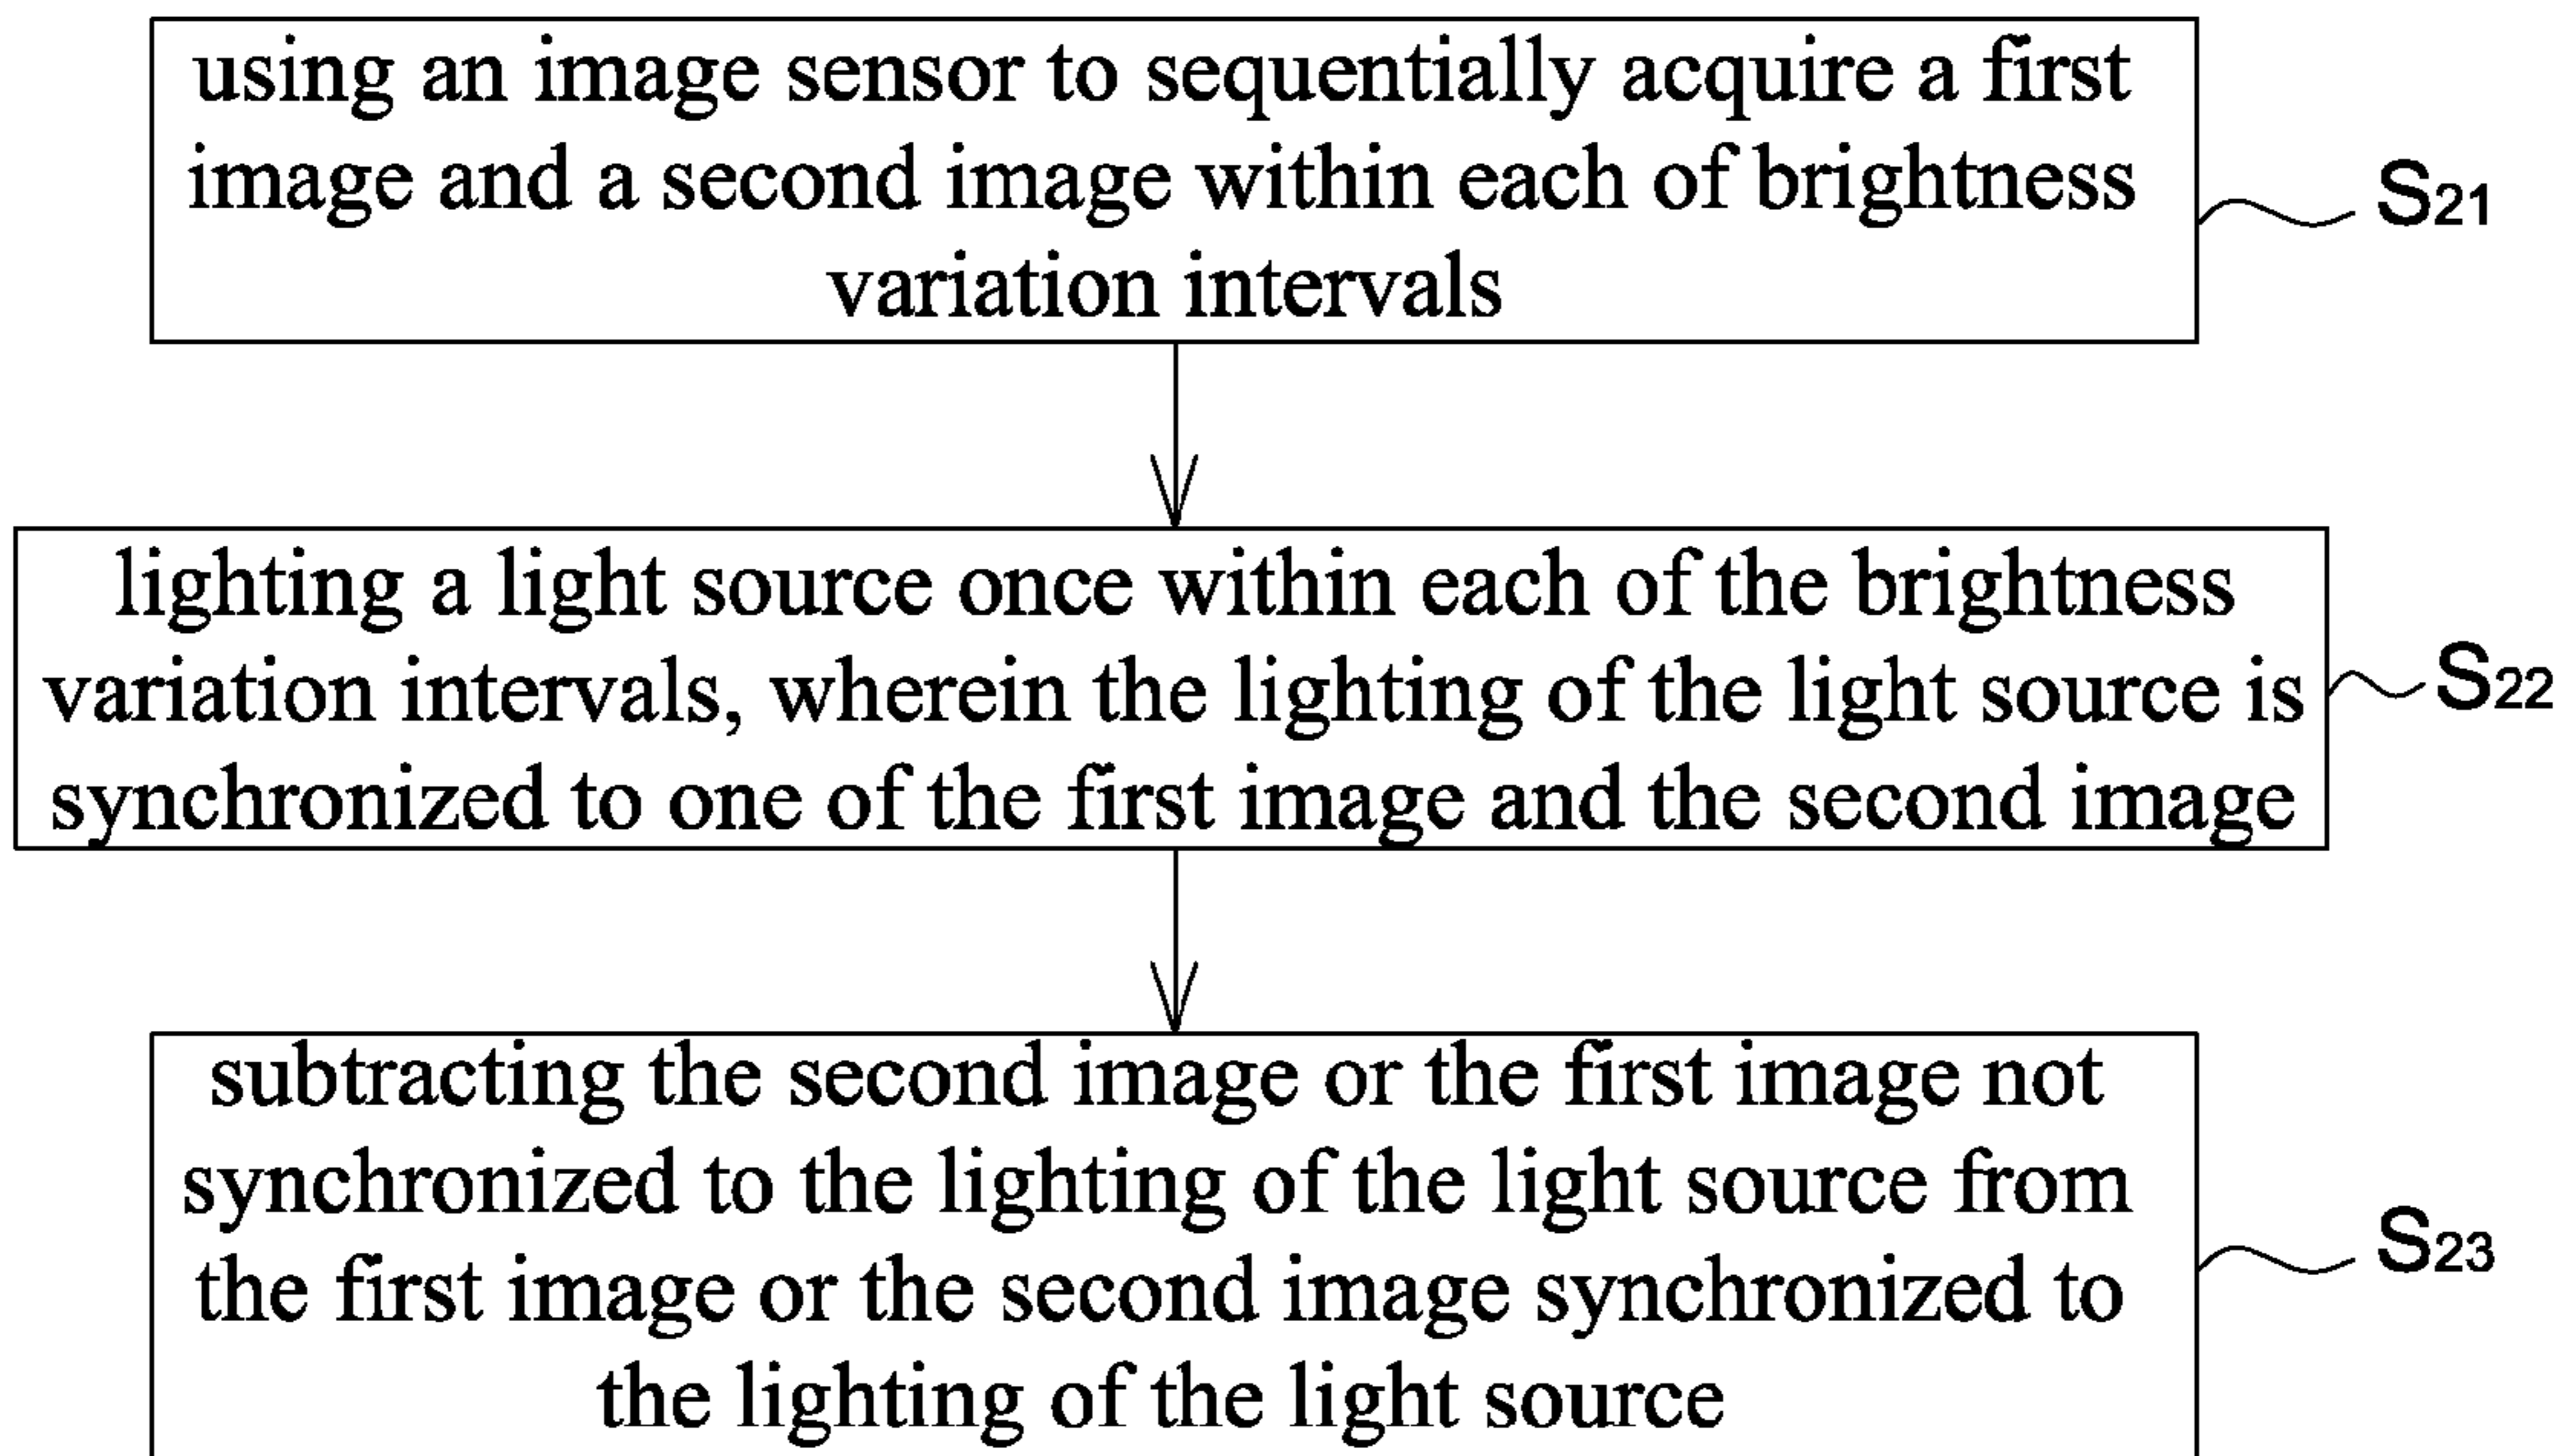 using an image sensor to sequentially acquire a first
image and a second image within each of brightness
variation intervals
S21
lighting a light source once within each of the brightness
variation intervals, wherein the lighting of the light source is
synchronized to one of the first image and the second image
S22
subtracting the second image or the first image not
synchronized to the lighting of the light source from
the first image or the second image synchronized to
the lighting of the light source
S23